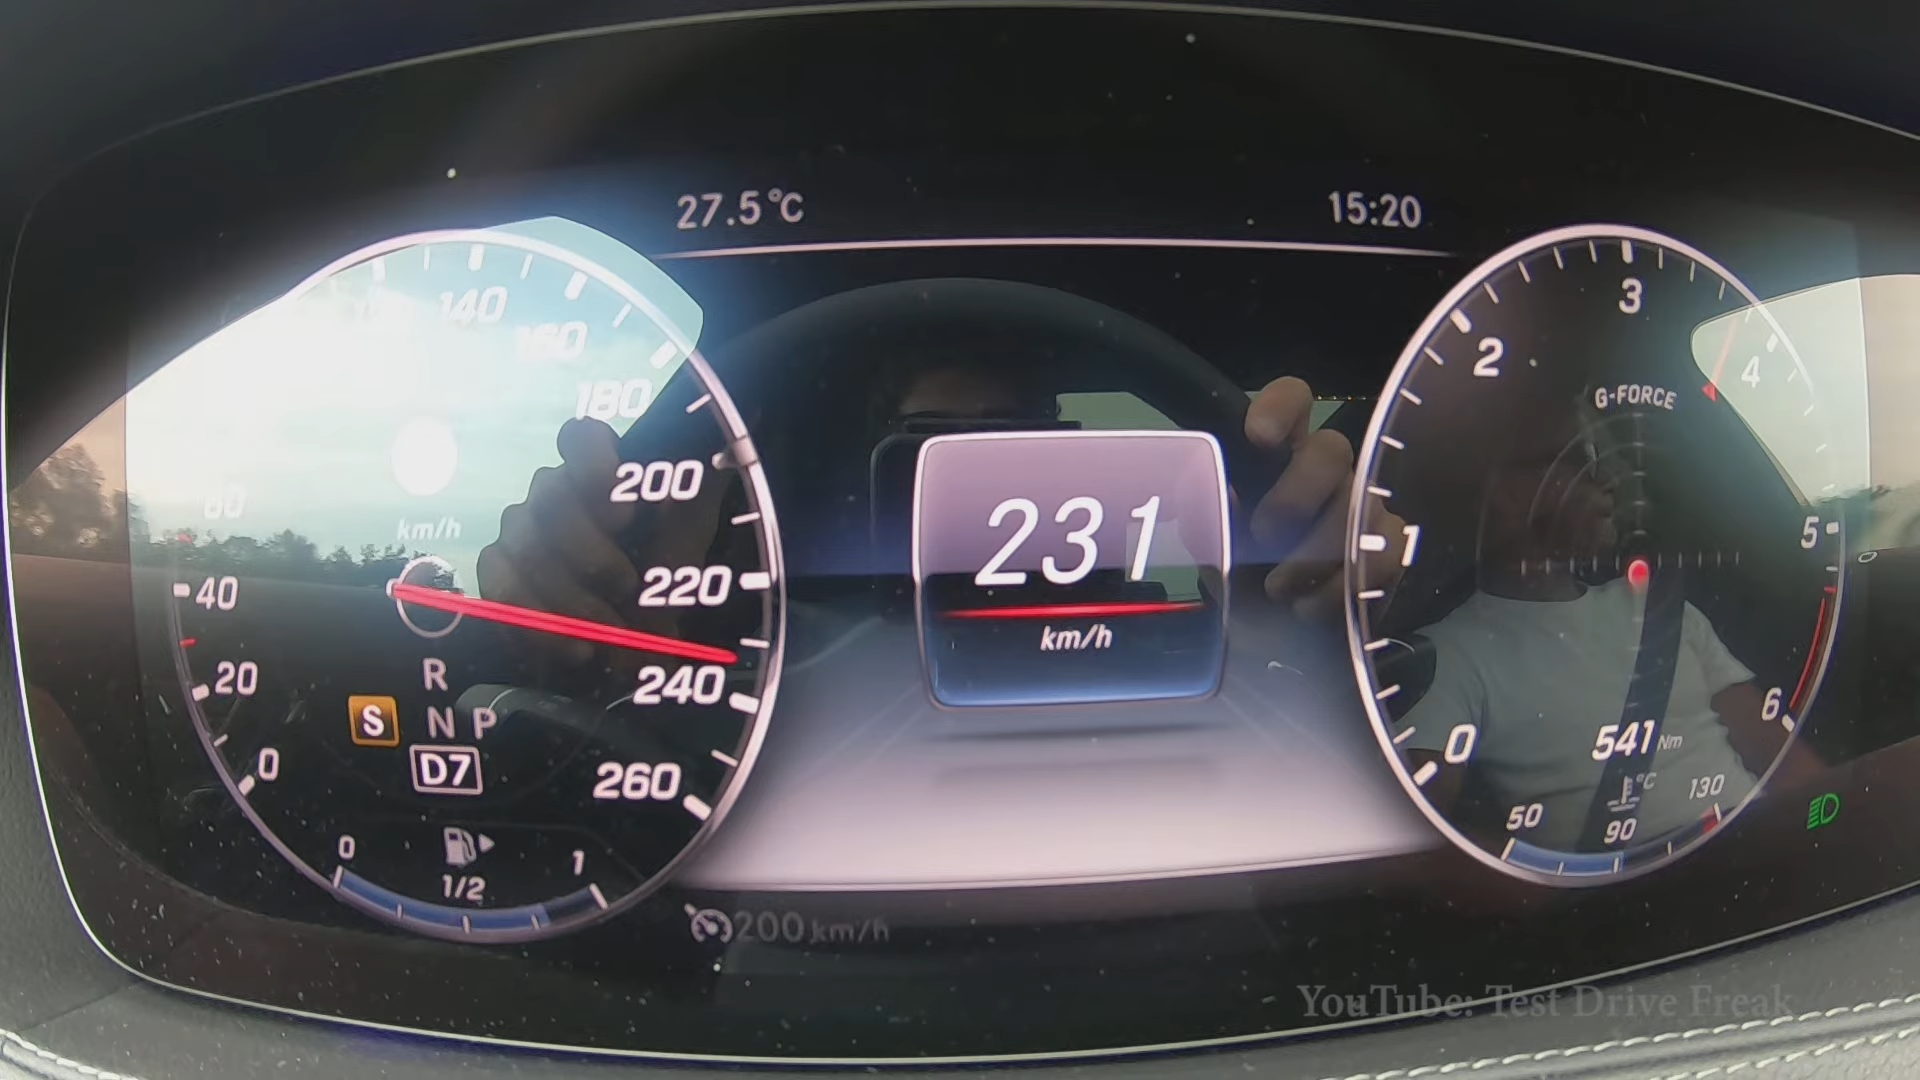 27.5°C
15:20
140
160
180
200
220
240
260
60
40
20
0
km/h
R
S N P
D7
0 1
1/2
231
km/h
200 km/h
3
2
4
1
5
0
6
G-FORCE
541 Nm
°C
50 90 130
YouTube: Test Drive Freak